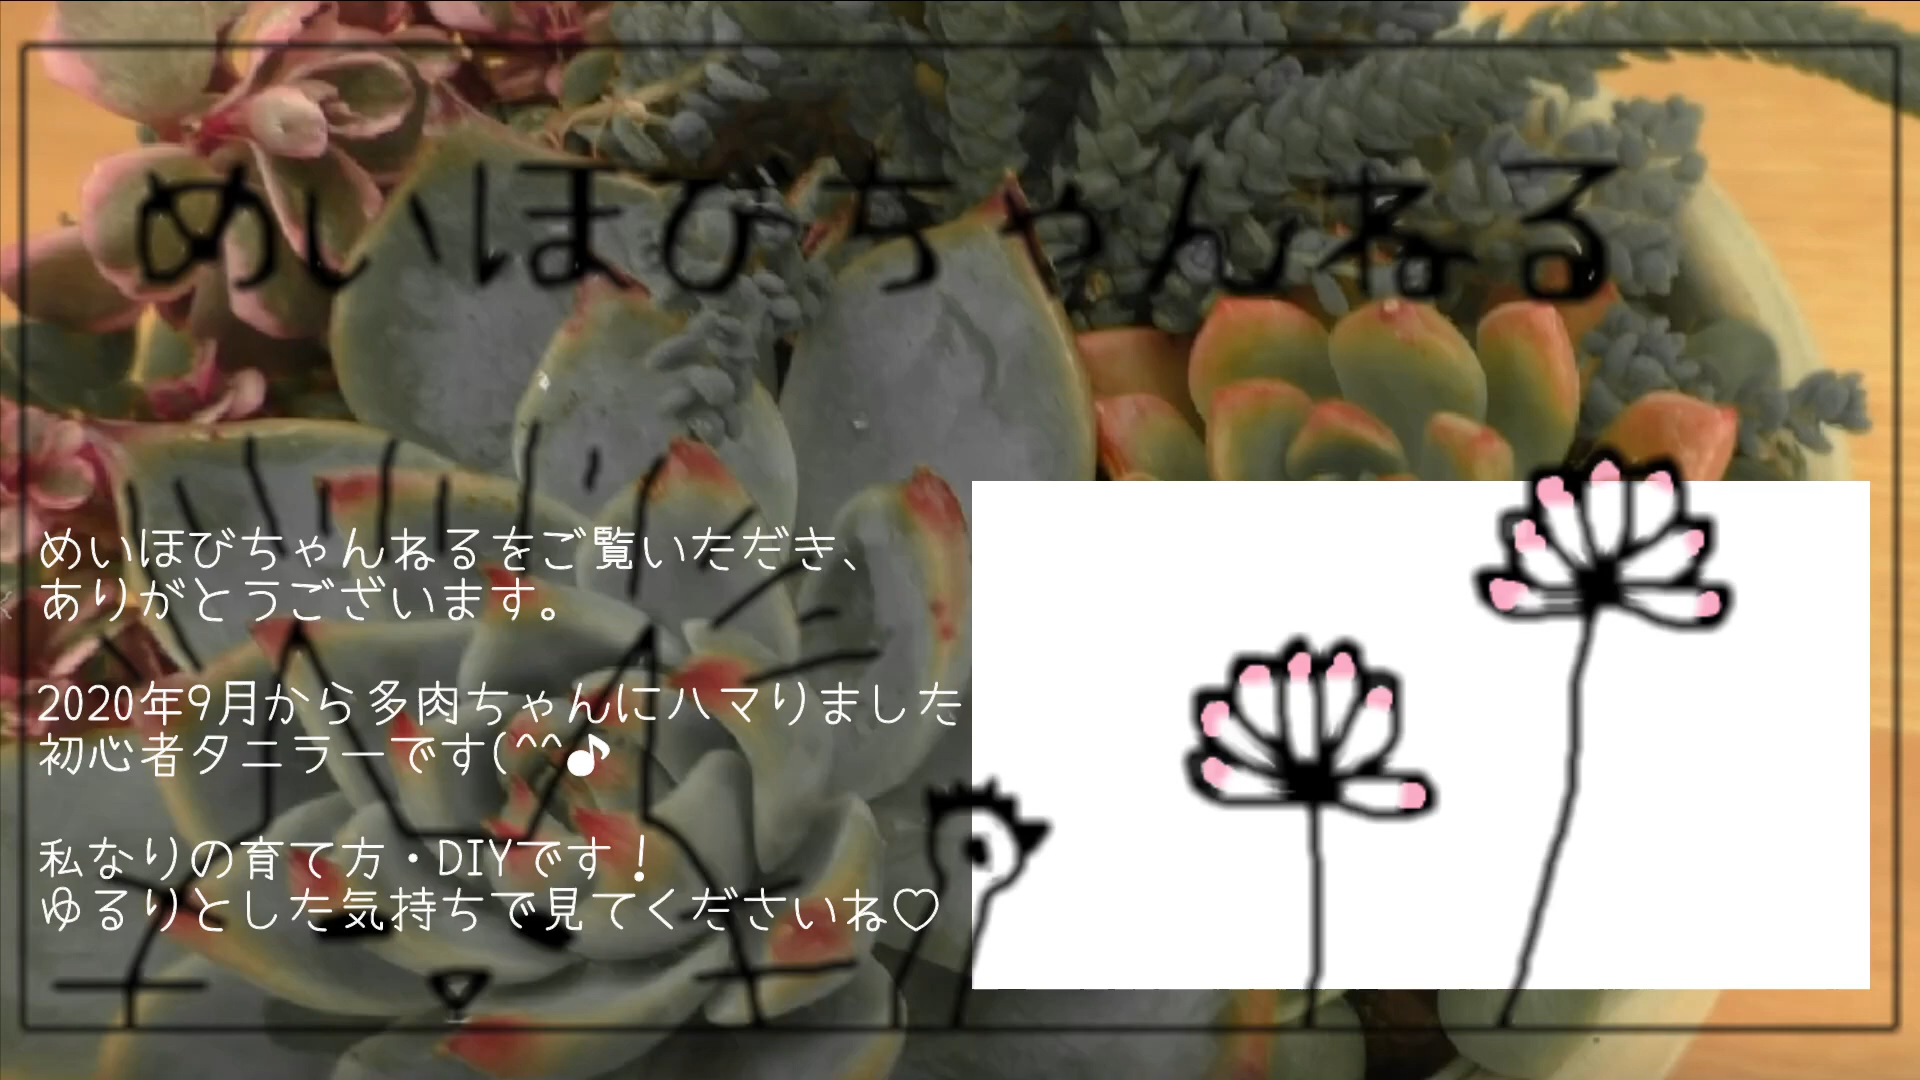 めいほびちゃんねる
めいほびちゃんねるをご覧いただき、
ありがとうございます。
2020年9月から多肉ちゃんにハマりました
初心者タニラーです(^^♪
私なりの育て方・DIYです！
ゆるりとした気持ちで見てくださいね♡